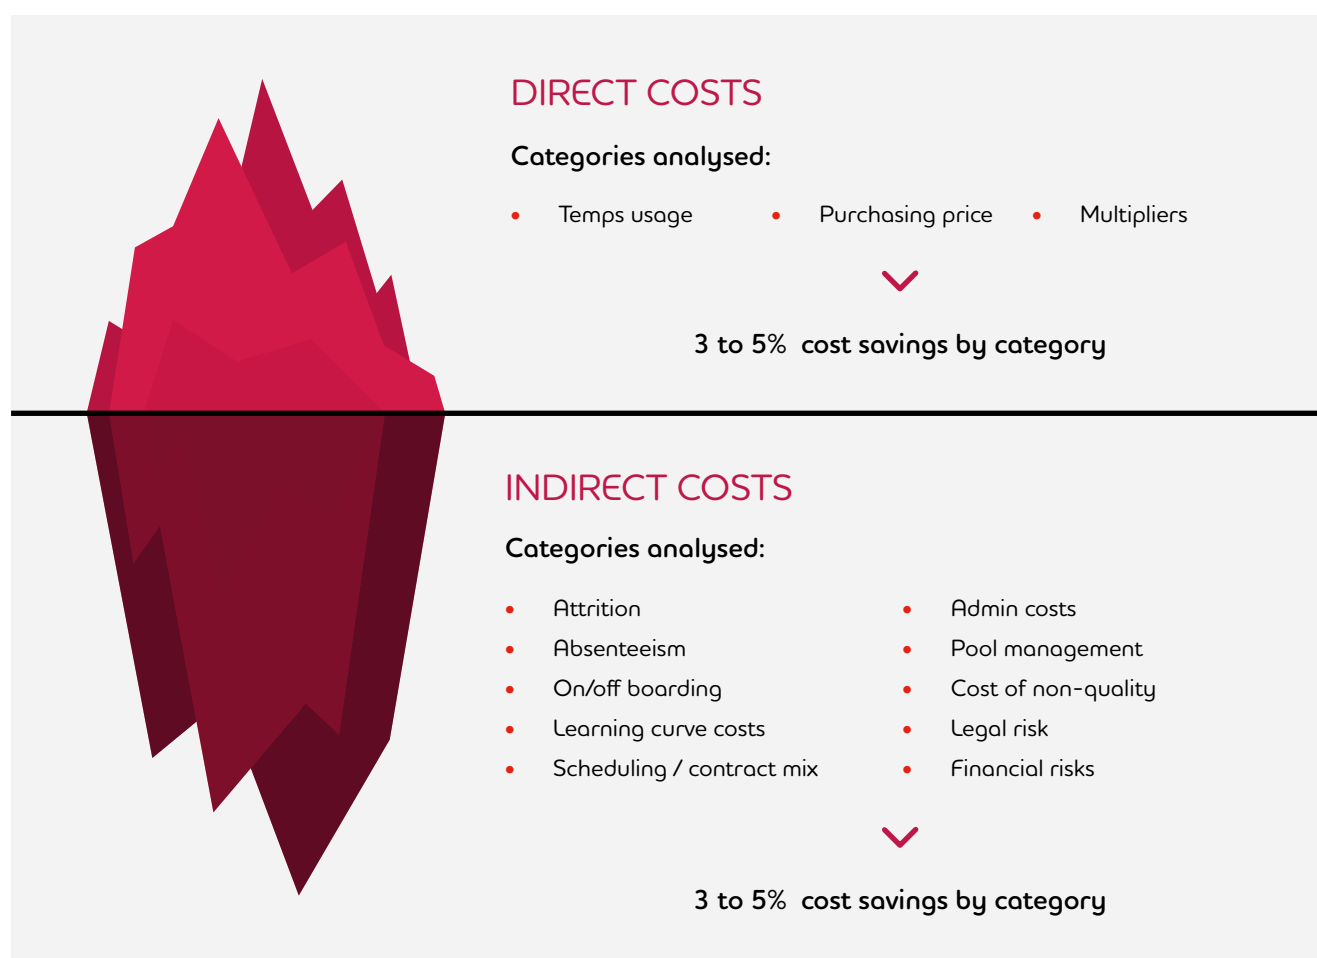 DIRECT COSTS
Categories analysed:
• Temps usage • Purchasing price • Multipliers
3 to 5% cost savings by category
INDIRECT COSTS
Categories analysed:
• Attrition
• Absenteeism
• On/off boarding
• Learning curve costs
• Scheduling / contract mix
• Admin costs
• Pool management
• Cost of non-quality
• Legal risk
• Financial risks
3 to 5% cost savings by category